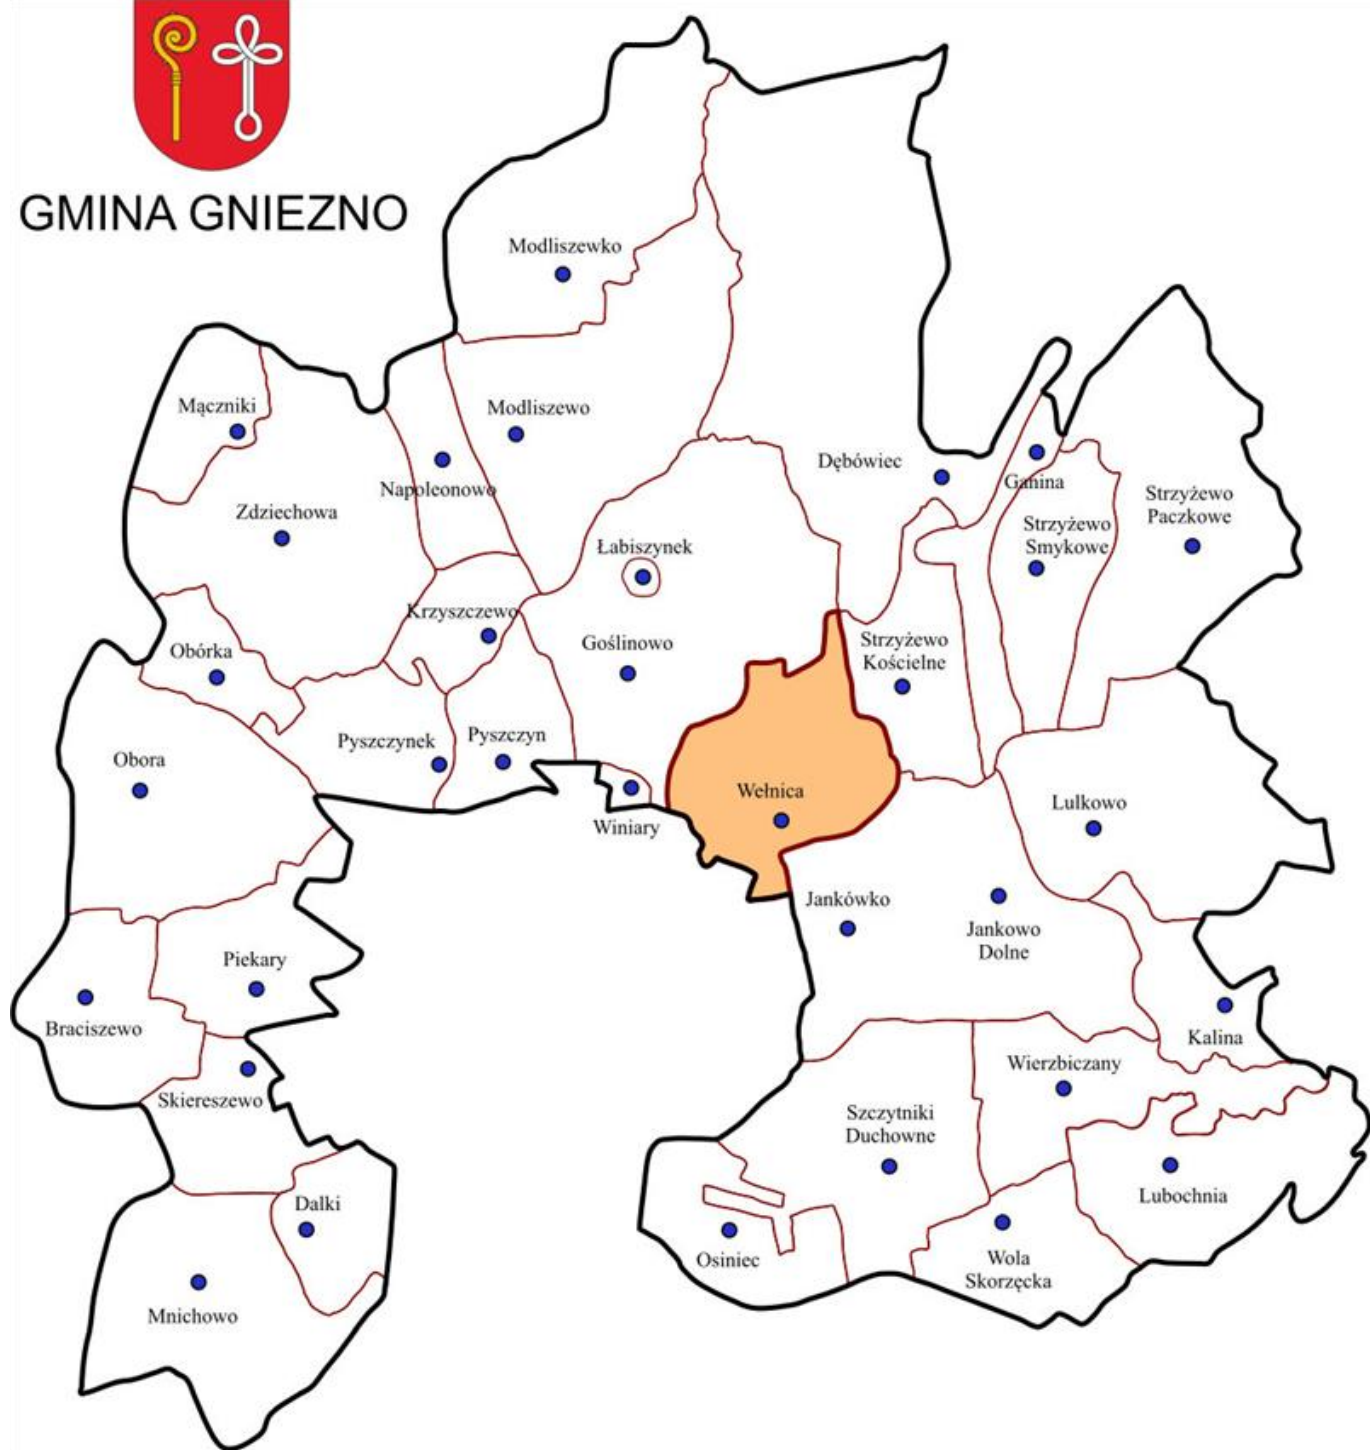 GMINA GNIEZNO
Modliszewko
Mączniki
Modliszewo
Napoleonowo
Dębówiec
Ganina
Strzyżewo
Paczkowe
Zdziechowa
Strzyżewo
Smykowe
Łabiszynek
Krzyszczewo
Obórka
Goślinowo
Strzyżewo
Kościelne
Pyszczynek
Pyszczyn
Obora
Wełnica
Lulkowo
Winiary
Jankówko
Jankowo
Dolne
Piekary
Braciszewo
Kalina
Wierzbiczany
Skiereszewo
Szczytniki
Duchowne
Lubochnia
Dalki
Osiniec
Wola
Skorzęcka
Mnichowo